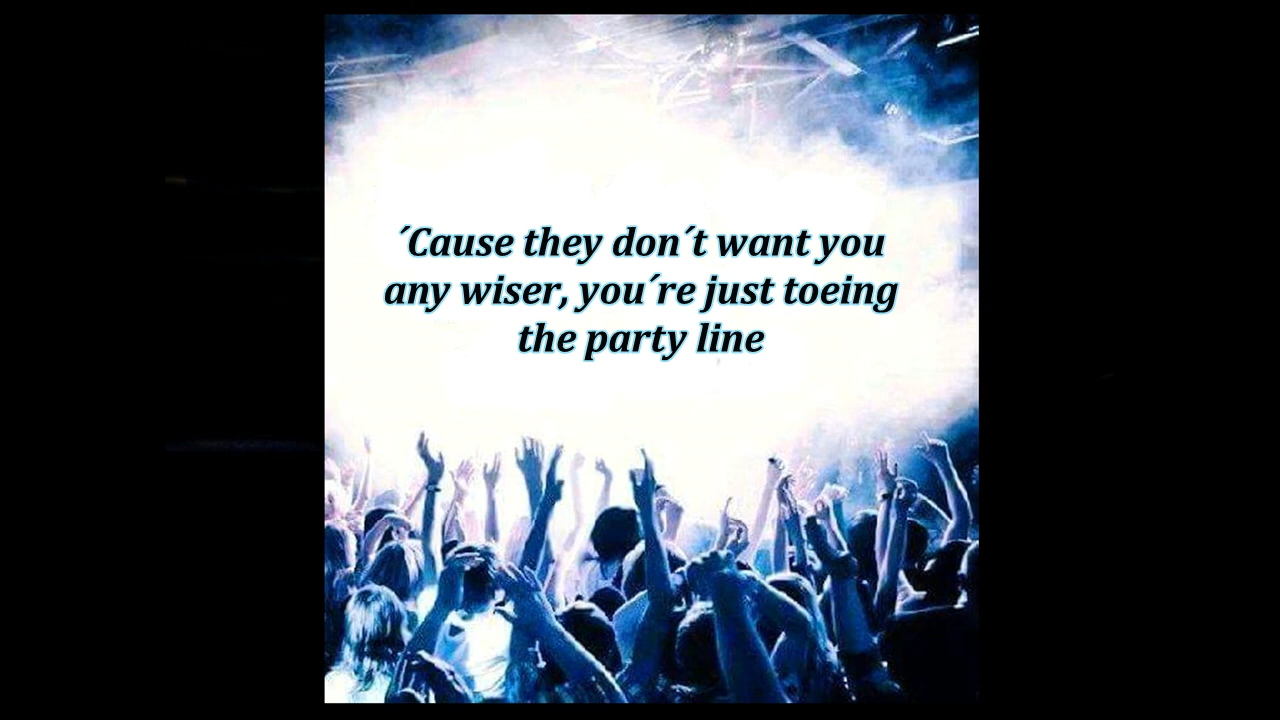 ´Cause they don´t want you
any wiser, you´re just toeing
the party line